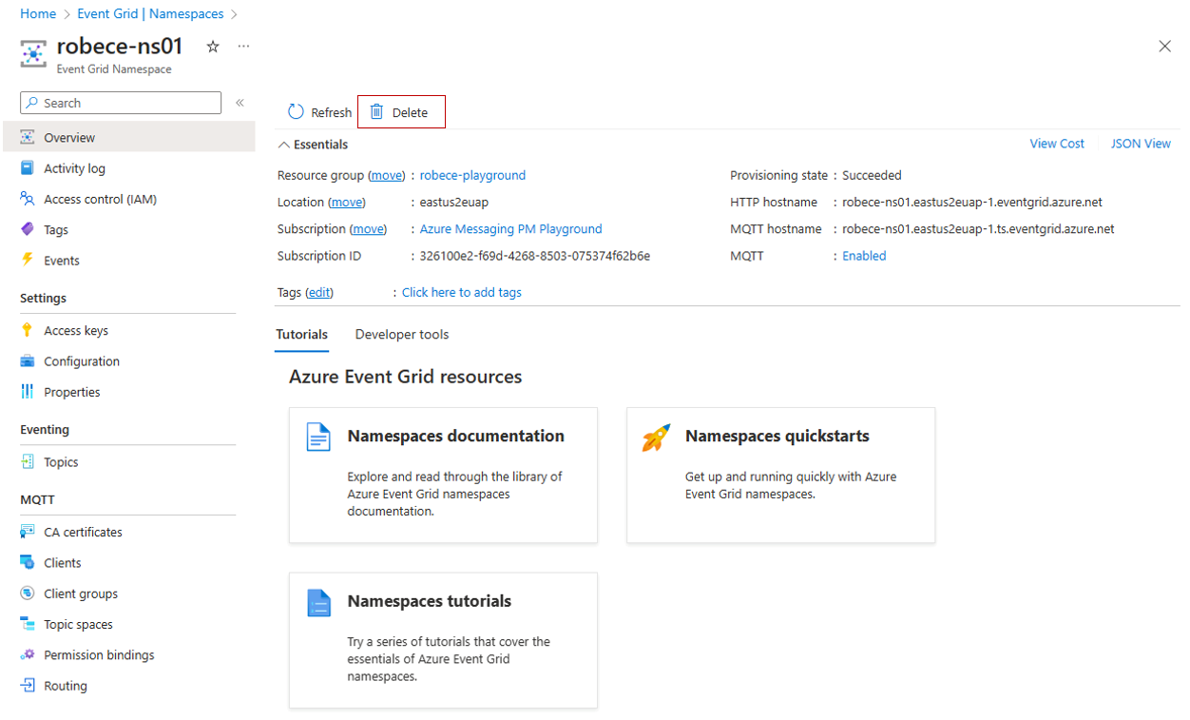 Home > Event Grid | Namespaces >
robece-ns01
Event Grid Namespace
Search
Overview
Activity log
Access control (IAM)
Tags
Events
Settings
Access keys
Configuration
Properties
Eventing
Topics
MQTT
CA certificates
Clients
Client groups
Topic spaces
Permission bindings
Routing
Refresh Delete
Essentials View Cost JSON View
Resource group (move) : robece-playground
Location (move) : eastus2euap
Subscription (move) : Azure Messaging PM Playground
Subscription ID : 326100e2-f69d-4268-8503-075374f62b6e
Provisioning state : Succeeded
HTTP hostname : robece-ns01.eastus2euap-1.eventgrid.azure.net
MQTT hostname : robece-ns01.eastus2euap-1.ts.eventgrid.azure.net
MQTT : Enabled
Tags (edit) : Click here to add tags
Tutorials Developer tools
Azure Event Grid resources
Namespaces documentation
Explore and read through the library of
Azure Event Grid namespaces
documentation.
Namespaces quickstarts
Get up and running quickly with Azure
Event Grid namespaces.
Namespaces tutorials
Try a series of tutorials that cover the
essentials of Azure Event Grid
namespaces.